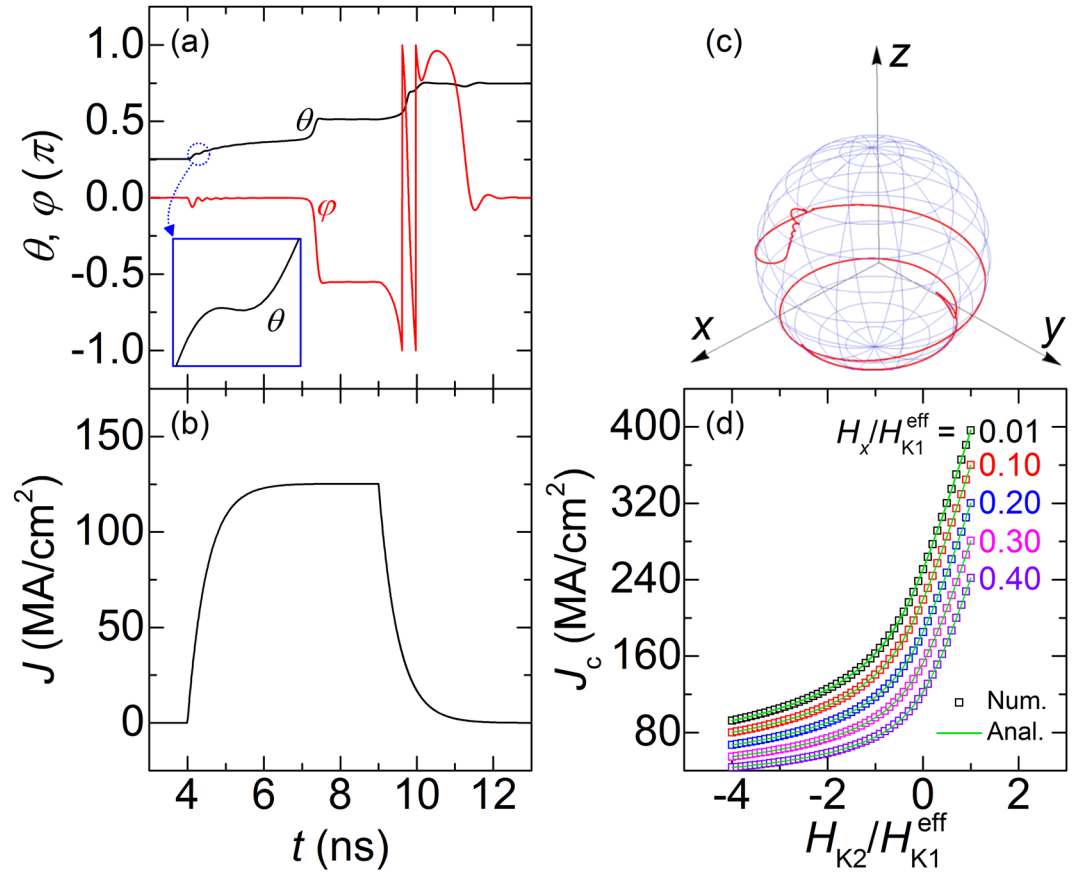 (a)
1.0
0.5
0.0
-0.5
-1.0
θ, φ (π)
θ
φ
θ
(b)
150
100
50
0
J (MA/cm²)
4 6 8 10 12
t (ns)
(c)
z
x
y
(d)
Hx/HK1eff = 0.01
0.10
0.20
0.30
0.40
400
320
240
160
80
Jc (MA/cm²)
Num.
Anal.
-4 -2 0 2
HK2/HK1eff